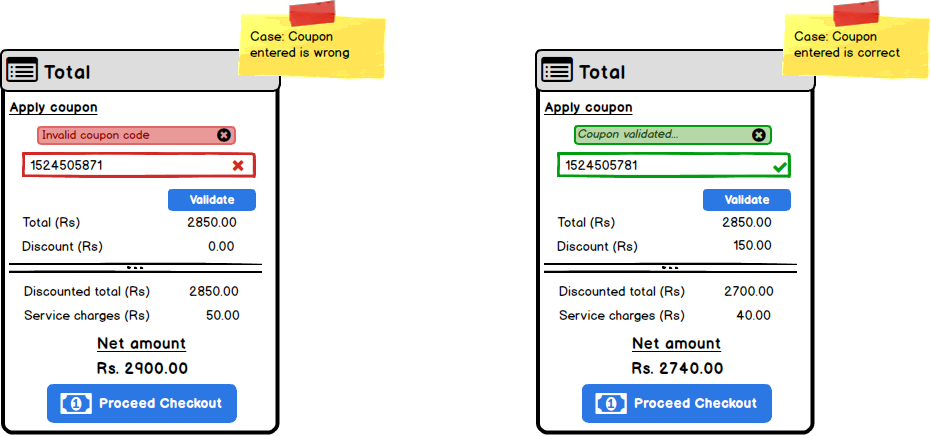 Case: Coupon
entered is wrong
Total
Apply coupon
Invalid coupon code
1524505871
Validate
Total (Rs) 2850.00
Discount (Rs) 0.00
Discounted total (Rs) 2850.00
Service charges (Rs) 50.00
Net amount
Rs. 2900.00
1 Proceed Checkout
Case: Coupon
entered is correct
Total
Apply coupon
Coupon validated...
1524505781
Validate
Total (Rs) 2850.00
Discount (Rs) 150.00
Discounted total (Rs) 2700.00
Service charges (Rs) 40.00
Net amount
Rs. 2740.00
1 Proceed Checkout